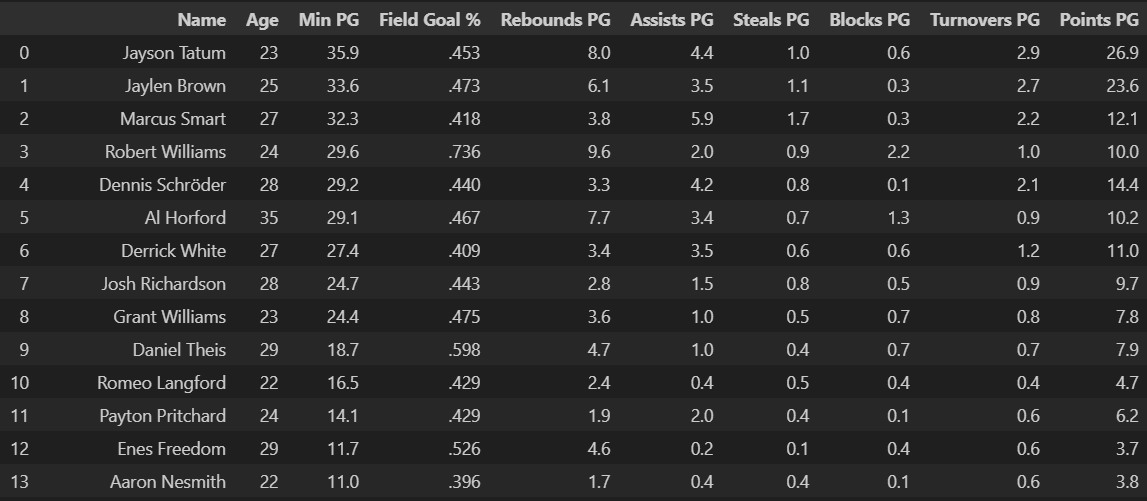 Name Age Min PG Field Goal % Rebounds PG Assists PG Steals PG Blocks PG Turnovers PG Points PG
0 Jayson Tatum 23 35.9 .453 8.0 4.4 1.0 0.6 2.9 26.9
1 Jaylen Brown 25 33.6 .473 6.1 3.5 1.1 0.3 2.7 23.6
2 Marcus Smart 27 32.3 .418 3.8 5.9 1.7 0.3 2.2 12.1
3 Robert Williams 24 29.6 .736 9.6 2.0 0.9 2.2 1.0 10.0
4 Dennis Schröder 28 29.2 .440 3.3 4.2 0.8 0.1 2.1 14.4
5 Al Horford 35 29.1 .467 7.7 3.4 0.7 1.3 0.9 10.2
6 Derrick White 27 27.4 .409 3.4 3.5 0.6 0.6 1.2 11.0
7 Josh Richardson 28 24.7 .443 2.8 1.5 0.8 0.5 0.9 9.7
8 Grant Williams 23 24.4 .475 3.6 1.0 0.5 0.7 0.8 7.8
9 Daniel Theis 29 18.7 .598 4.7 1.0 0.4 0.7 0.7 7.9
10 Romeo Langford 22 16.5 .429 2.4 0.4 0.5 0.4 0.4 4.7
11 Payton Pritchard 24 14.1 .429 1.9 2.0 0.4 0.1 0.6 6.2
12 Enes Freedom 29 11.7 .526 4.6 0.2 0.1 0.4 0.6 3.7
13 Aaron Nesmith 22 11.0 .396 1.7 0.4 0.4 0.1 0.6 3.8